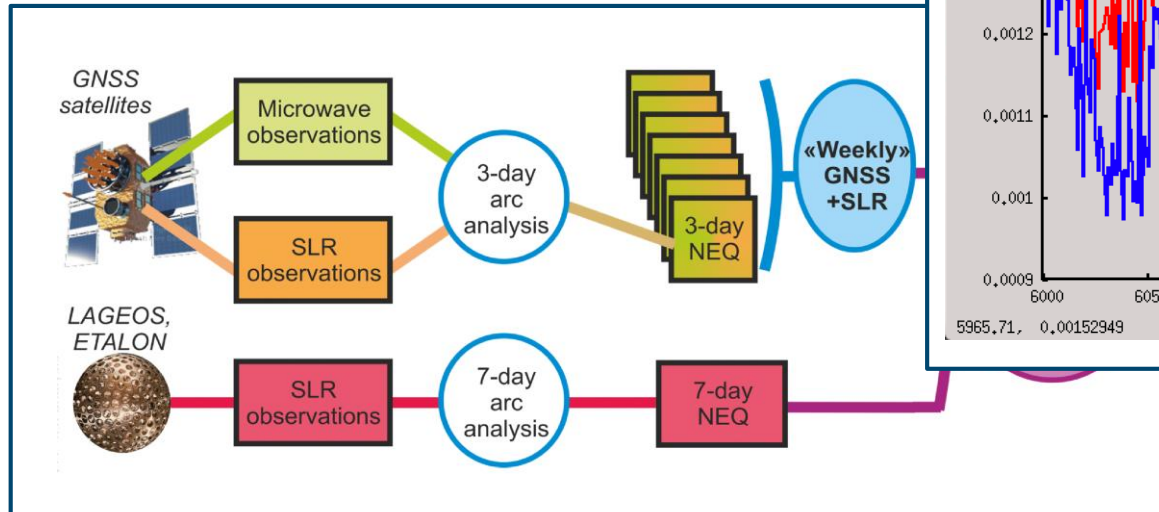 GNSS
satellites
Microwave
observations
SLR
observations
3-day
arc
analysis
3-day
NEQ
«Weekly»
GNSS
+SLR
LAGEOS,
ETALON
SLR
observations
7-day
arc
analysis
7-day
NEQ
0.0012
0.0011
0.001
0.0009
6000
605
5965.71, 0.00152949